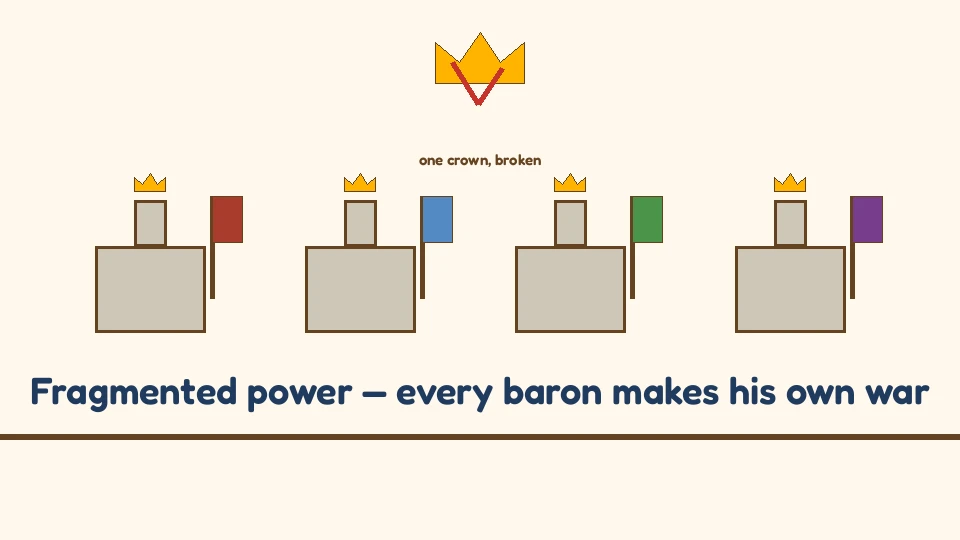 one crown, broken
Fragmented power — every baron makes his own war